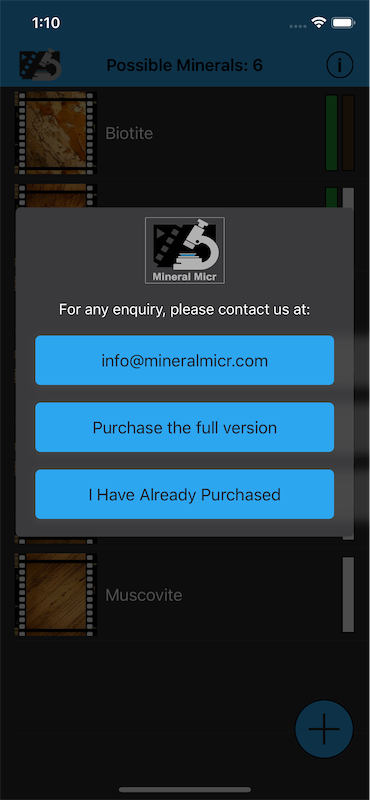 1:10
Possible Minerals: 6
Biotite
Mineral Micr
For any enquiry, please contact us at:
info@mineralmicr.com
Purchase the full version
I Have Already Purchased
Muscovite